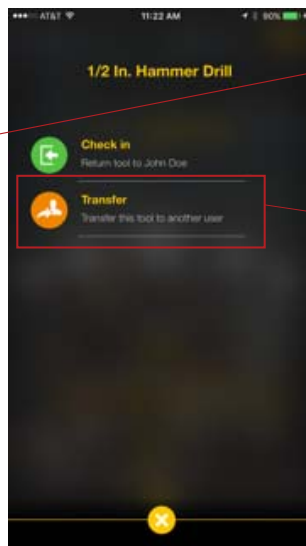 AT&T 11:22 AM 80%
1/2 In. Hammer Drill
Check in
Return tool to John Doe
Transfer
Transfer this tool to another user